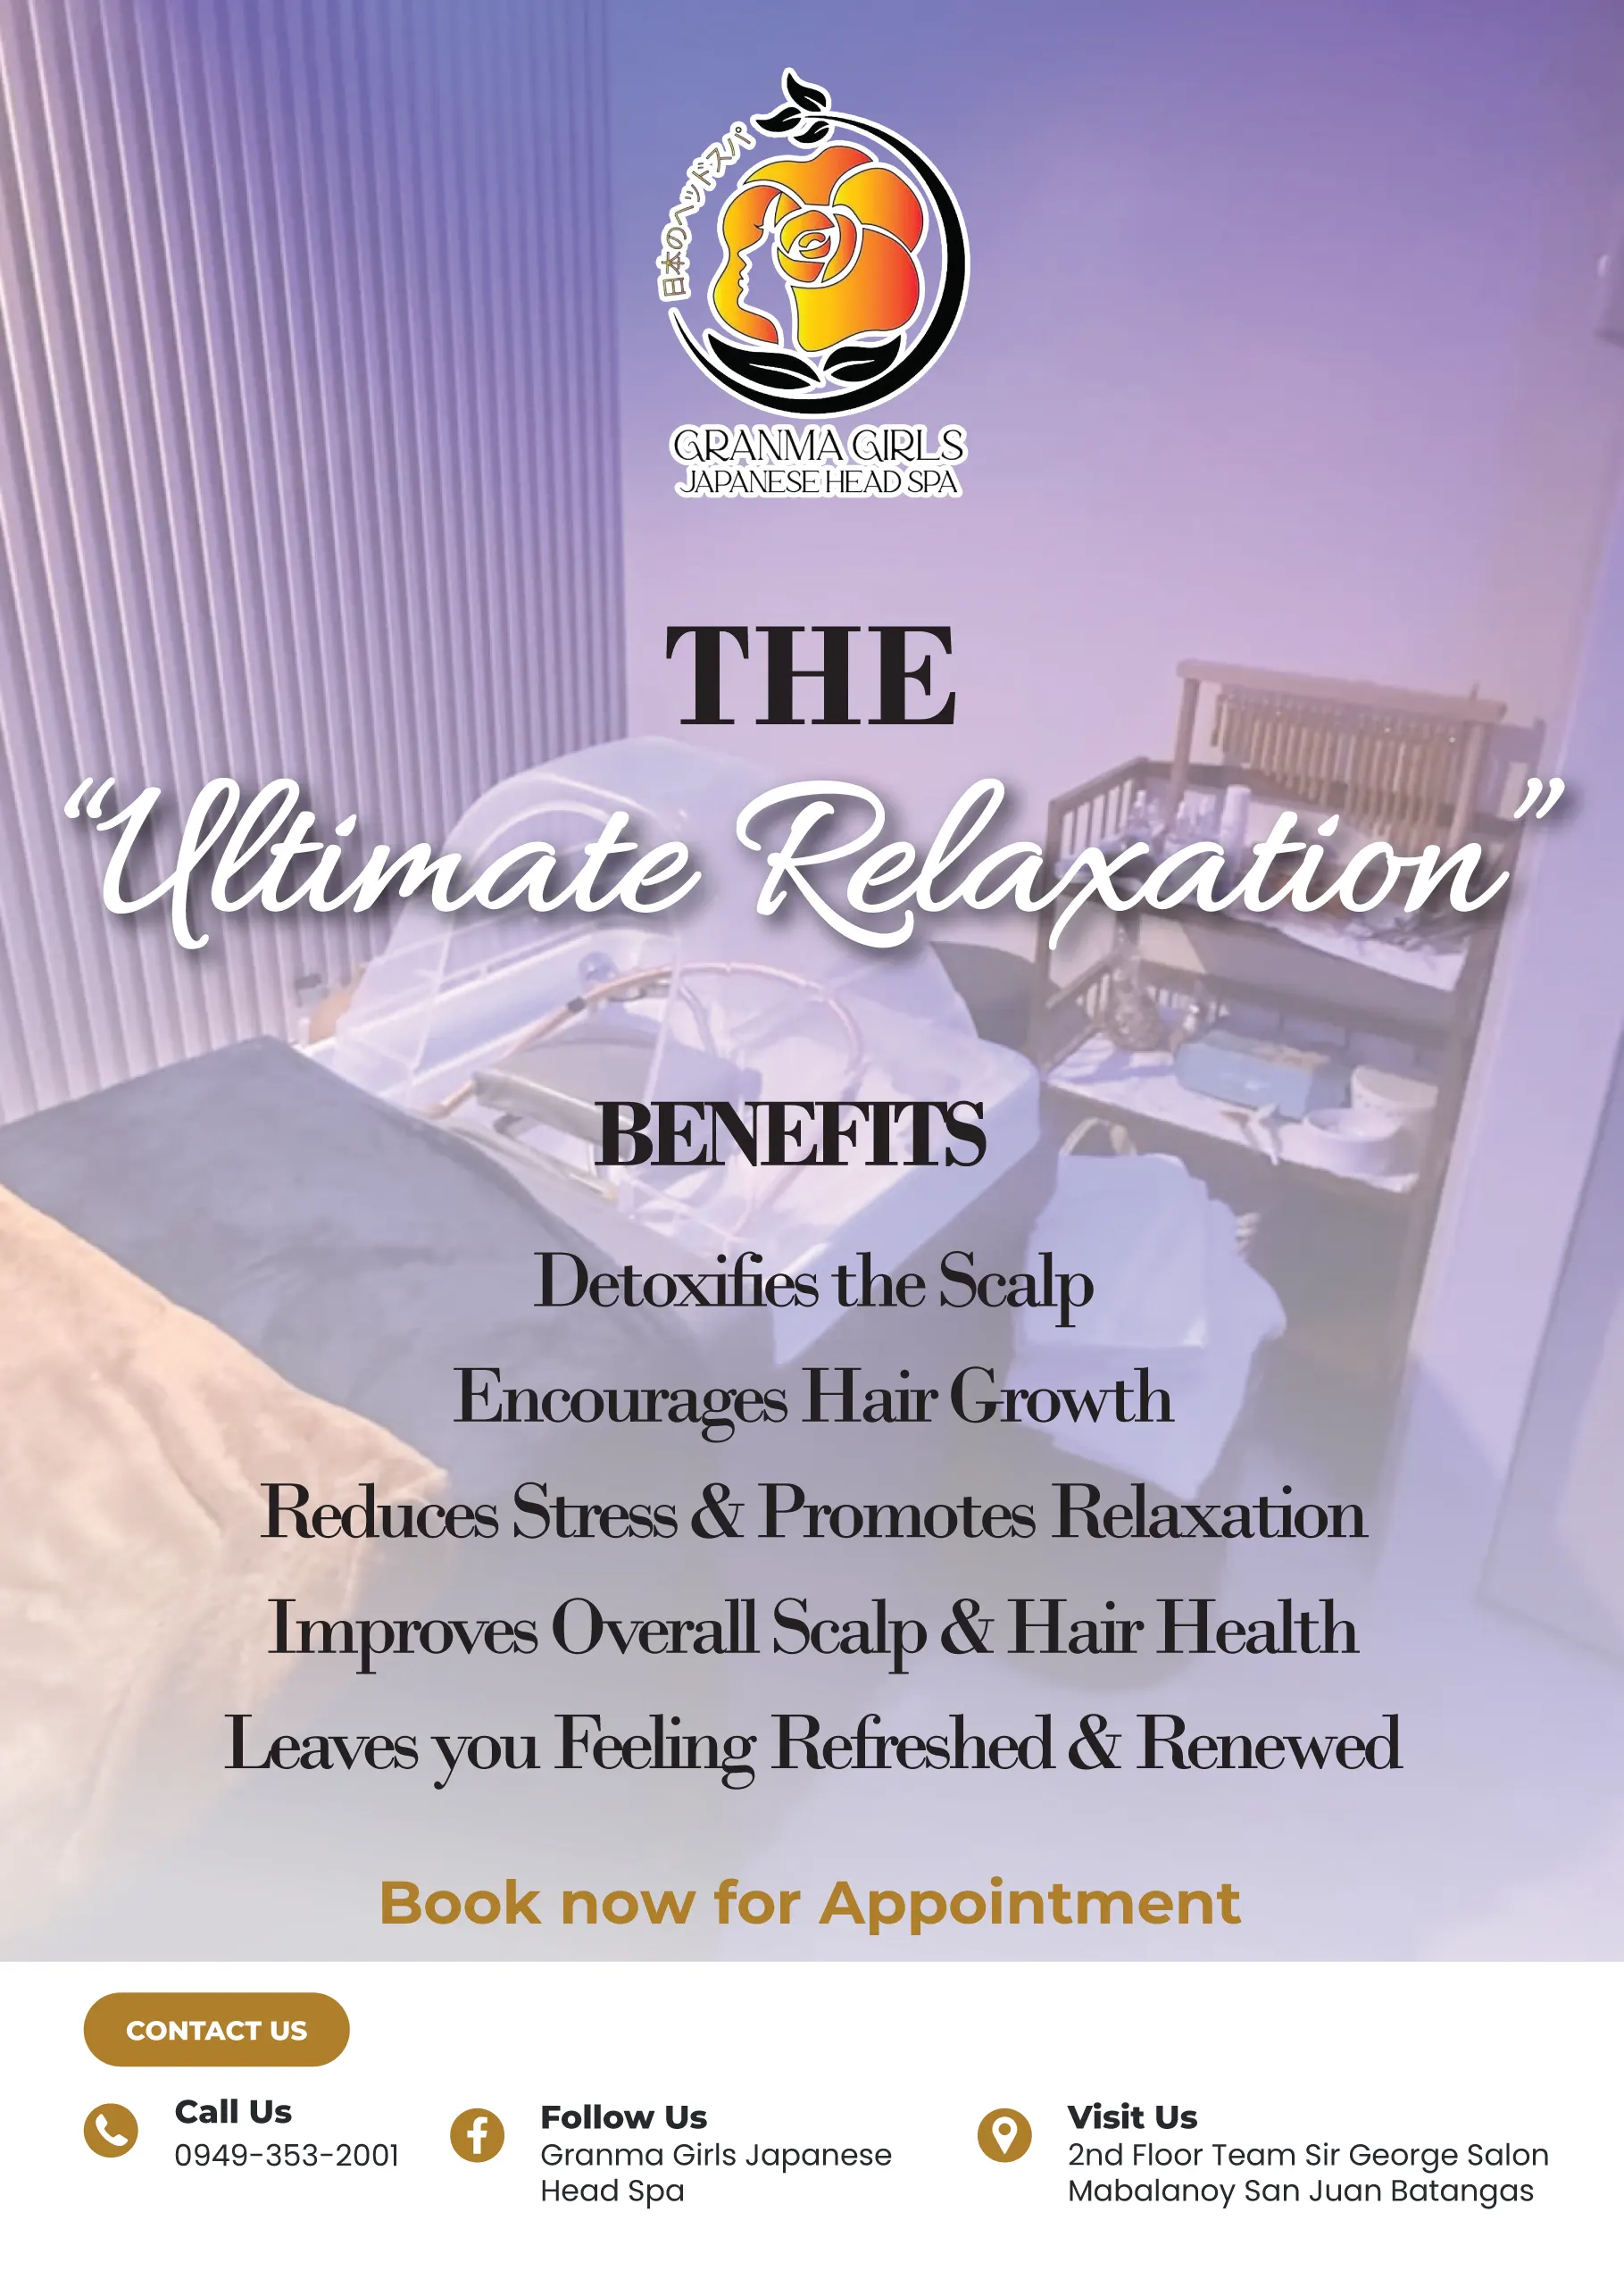 日本のヘッドスパ
GRANMA GIRLS
JAPANESE HEAD SPA
THE
“Ultimate Relaxation”
BENEFITS
Detoxifies the Scalp
Encourages Hair Growth
Reduces Stress & Promotes Relaxation
Improves Overall Scalp & Hair Health
Leaves you Feeling Refreshed & Renewed
Book now for Appointment
CONTACT US
Call Us
0949-353-2001
Follow Us
Granma Girls Japanese
Head Spa
Visit Us
2nd Floor Team Sir George Salon
Mabalanoy San Juan Batangas